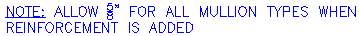 NOTE: ALLOW 5/8" FOR ALL MULLION TYPES WHEN
REINFORCEMENT IS ADDED